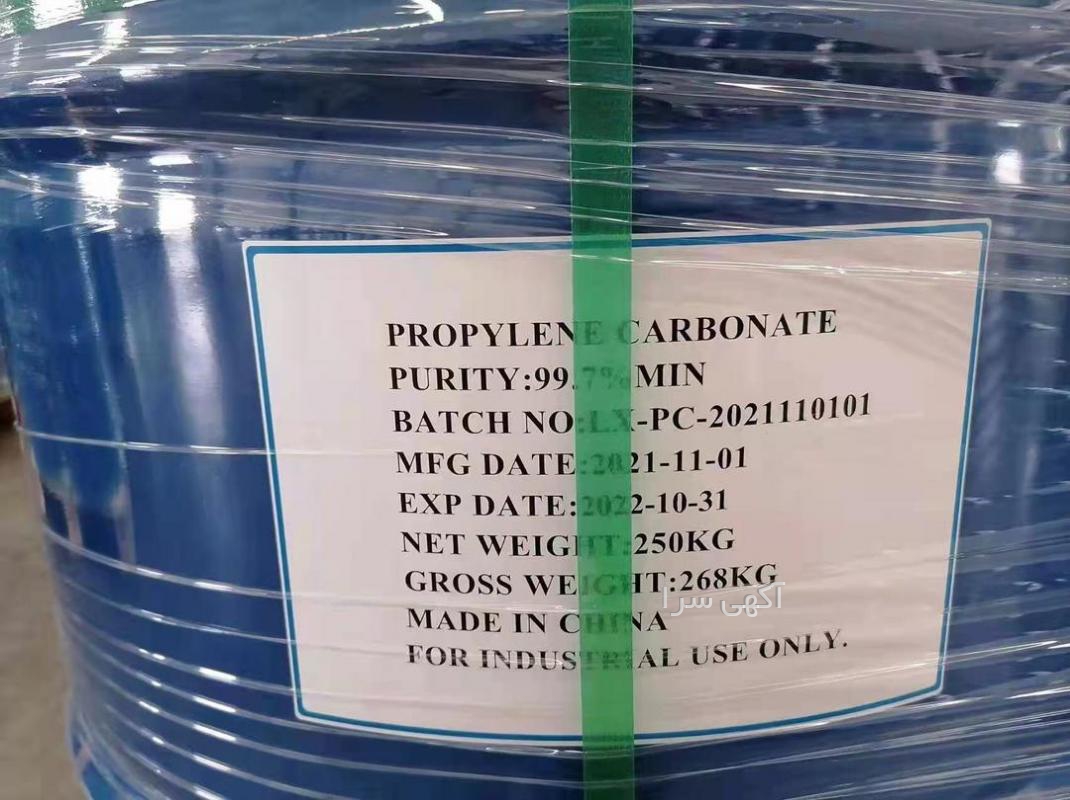 PROPYLENE CARBONATE
PURITY:99.7% MIN
BATCH NO:LX-PC-2021110101
MFG DATE:2021-11-01
EXP DATE:2022-10-31
NET WEIGHT:250KG
GROSS WEIGHT:268KG
آگهی سرا
MADE IN CHINA
FOR INDUSTRIAL USE ONLY.